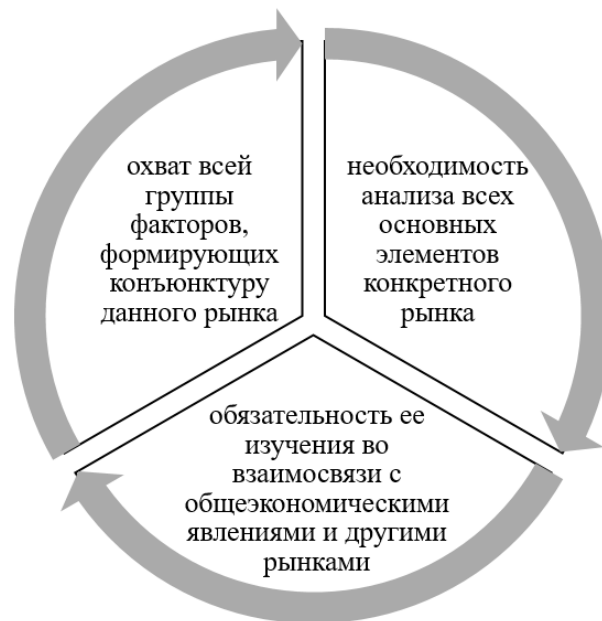 охват всей
группы
факторов,
формирующих
конъюнктуру
данного рынка
необходимость
анализа всех
основных
элементов
конкретного
рынка
обязательность ее
изучения во
взаимосвязи с
общеэкономическими
явлениями и другими
рынками